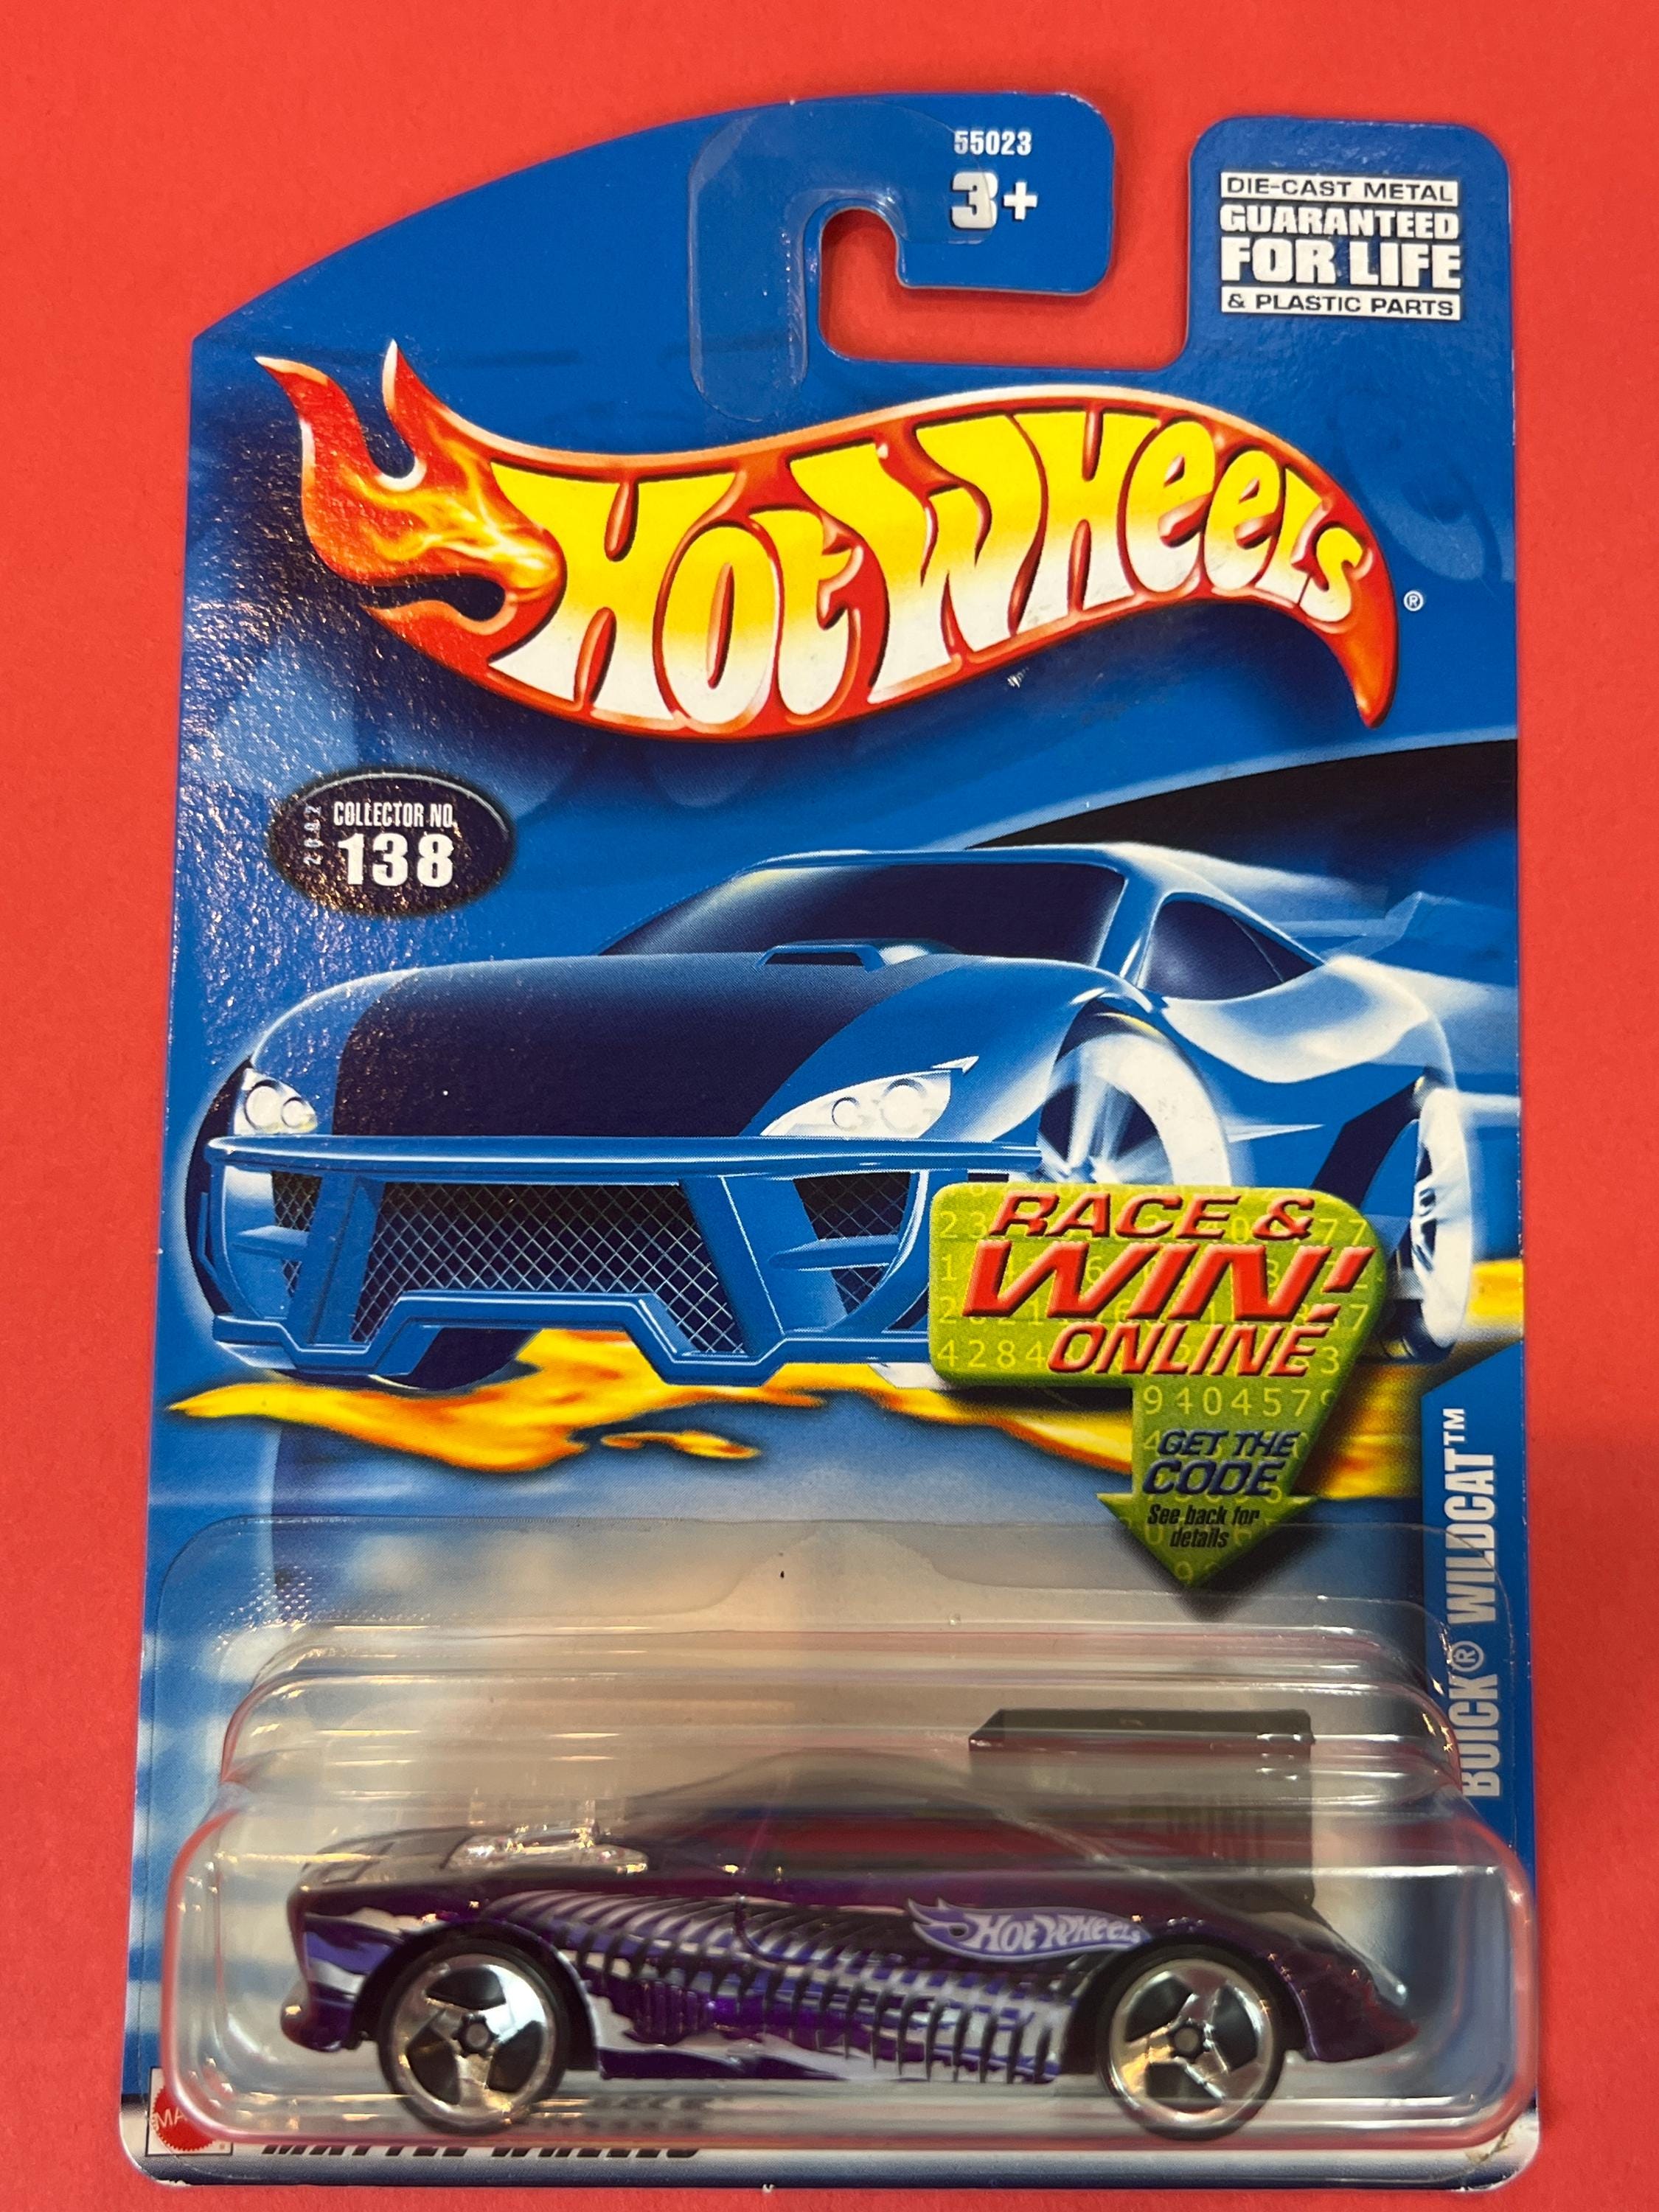 55023
3+
DIE-CAST METAL
GUARANTEED
FOR LIFE
& PLASTIC PARTS
HOT WHEELS
®
COLLECTOR NO.
138
RACE &
WIN!
ONLINE
GET THE
CODE
See back for
details
BUICK® WILDCAT™
HOT WHEELS